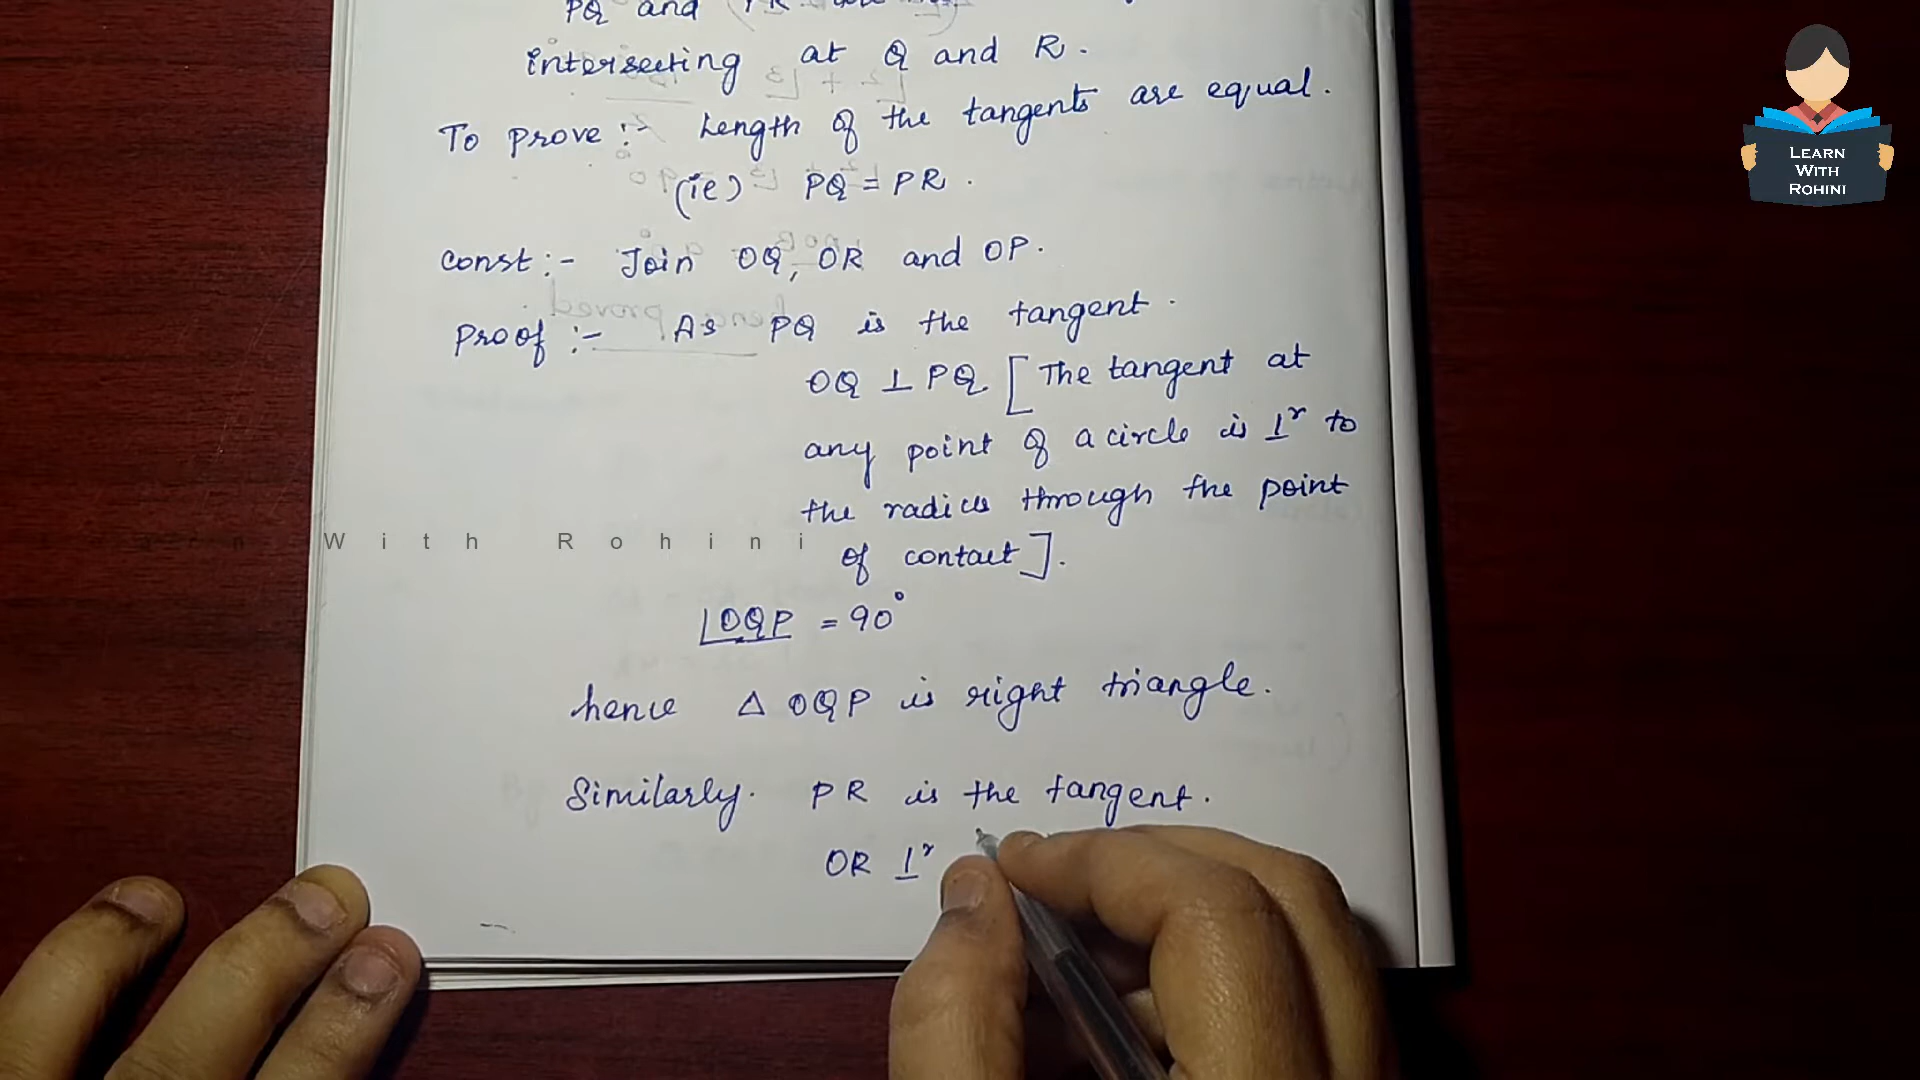 PQ and
intersecting at Q and R.
To prove :- Length of the tangents are equal.
(ie) PQ = PR.
Const :- Join OQ, OR and OP.
Proof :- As PQ is the tangent.
OQ ⊥ PQ [The tangent at
any point of a circle is ⊥r to
the radius through the point
of contact].
∠OQP = 90°
hence △ OQP is right triangle.
Similarly. PR is the tangent.
OR ⊥r
With Rohini
LEARN
WITH
ROHINI